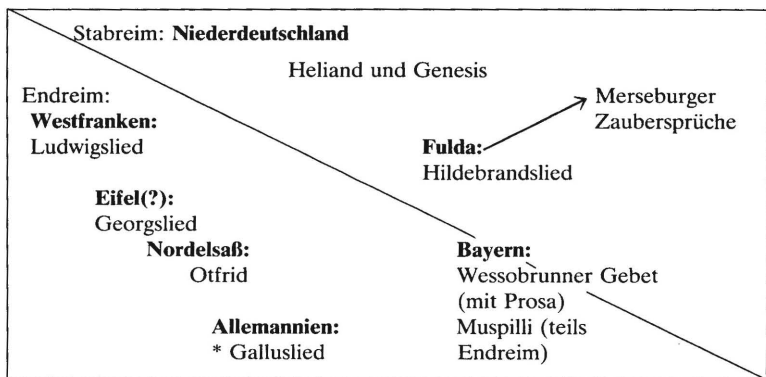 Stabreim: Niederdeutschland
Heliand und Genesis
Endreim:
Westfranken:
Ludwigslied
Merseburger
Zaubersprüche
Fulda:
Hildebrandslied
Eifel(?):
Georgslied
Nordelsaß:
Otfrid
Bayern:
Wessobrunner Gebet
(mit Prosa)
Muspilli (teils
Endreim)
Allemannien:
* Galluslied